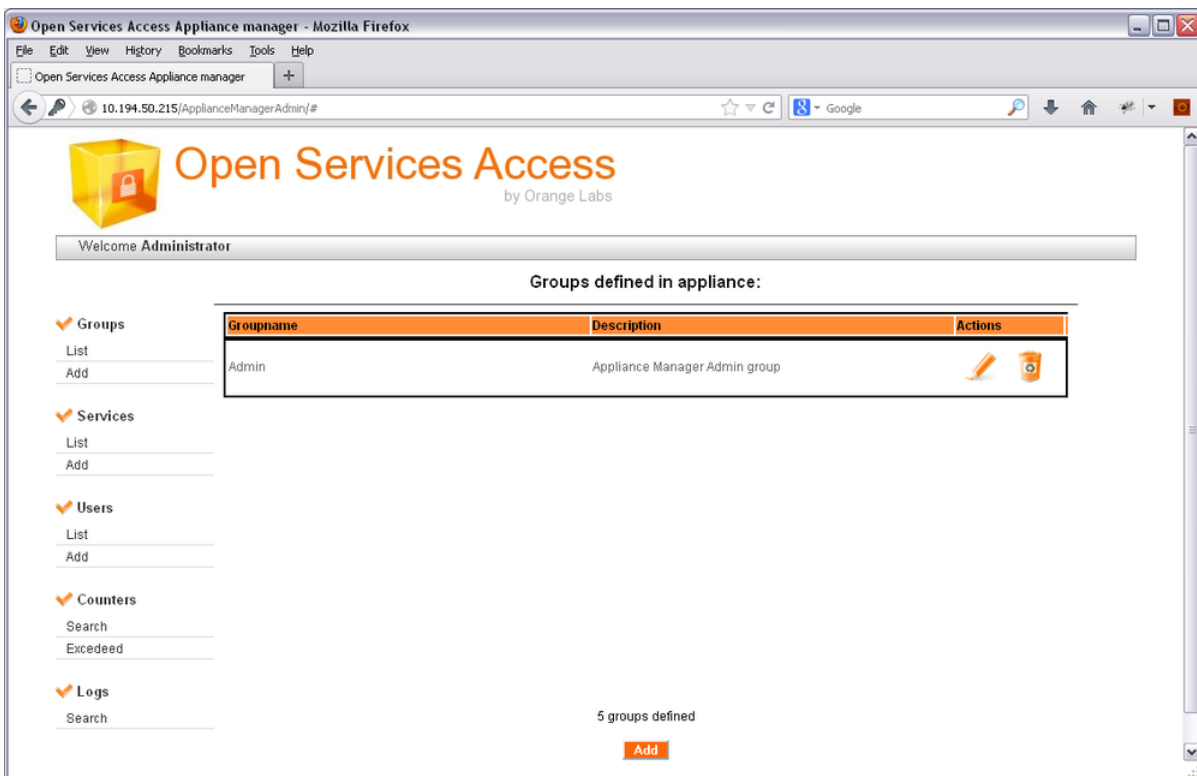 Open Services Access Appliance manager - Mozilla Firefox
File Edit View History Bookmarks Tools Help
Open Services Access Appliance manager +
10.194.50.215/ApplianceManagerAdmin/# 8 Google
Open Services Access
by Orange Labs
Welcome Administrator
Groups defined in appliance:
Groups
List
Add
Services
List
Add
Users
List
Add
Counters
Search
Excedeed
Logs
Search
Groupname Description Actions
Admin Appliance Manager Admin group
5 groups defined
Add